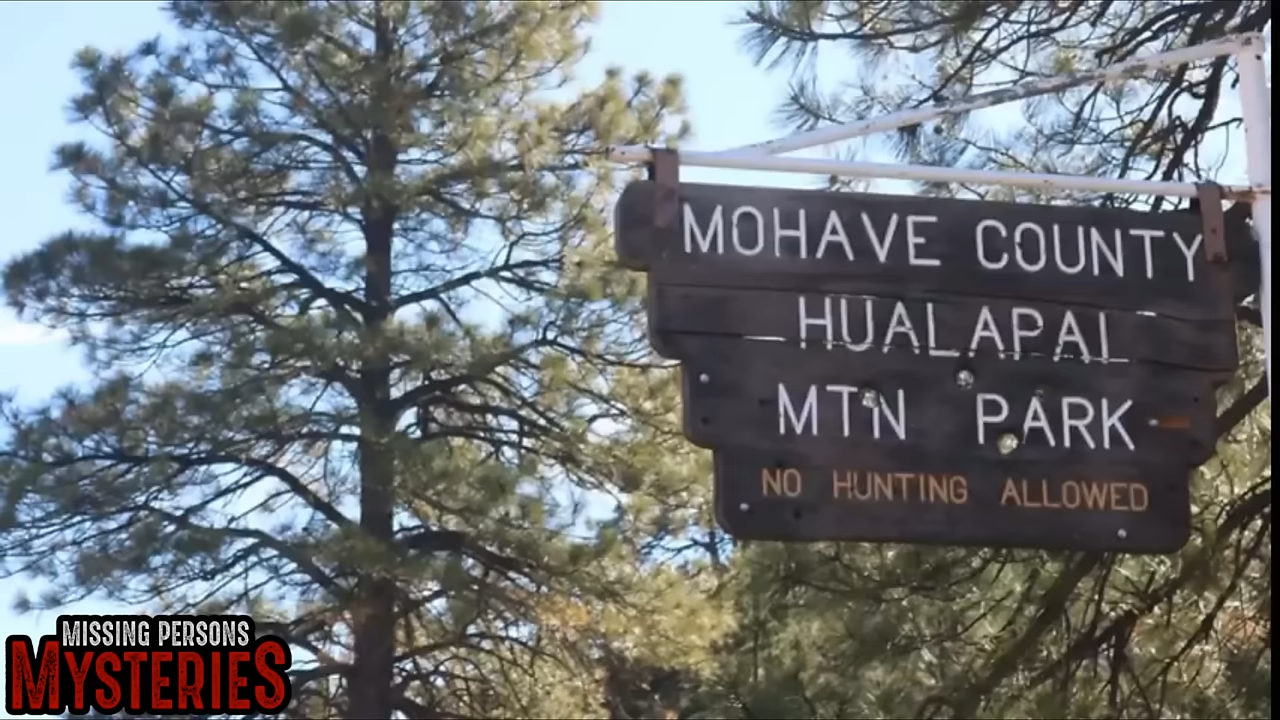 MOHAVE COUNTY
HUALAPAI
MTN PARK
NO HUNTING ALLOWED
MISSING PERSONS
MYSTERIES